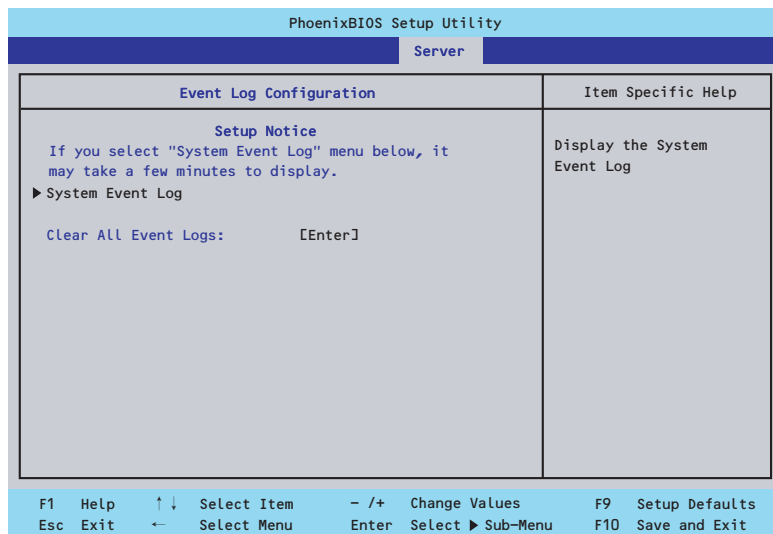 PhoenixBIOS Setup Utility
Server
Event Log Configuration
Item Specific Help
Setup Notice
If you select "System Event Log" menu below, it
may take a few minutes to display.
▶ System Event Log
Clear All Event Logs: [Enter]
Display the System
Event Log
F1 Help ↑↓ Select Item - /+ Change Values F9 Setup Defaults
Esc Exit ← Select Menu Enter Select ▶ Sub-Menu F10 Save and Exit